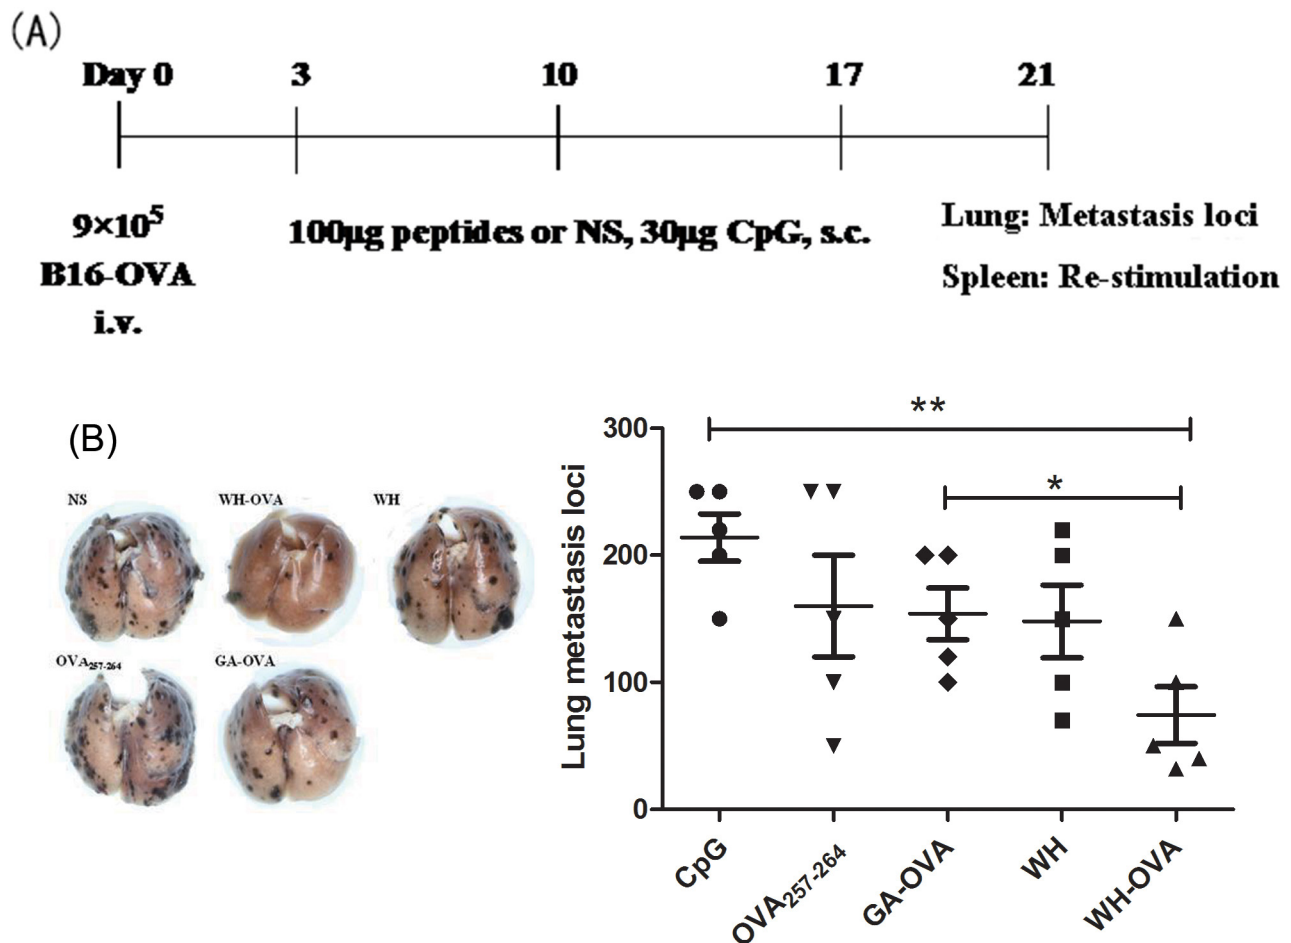 (A)
Day 0 3 10 17 21
9×10⁵
B16-OVA
i.v.
100μg peptides or NS, 30μg CpG, s.c.
Lung: Metastasis loci
Spleen: Re-stimulation
(B)
NS WH-OVA WH
OVA₂₅₇₋₂₆₄ GA-OVA
Lung metastasis loci
300
200
100
0
**
*
CpG
OVA₂₅₇₋₂₆₄
GA-OVA
WH
WH-OVA